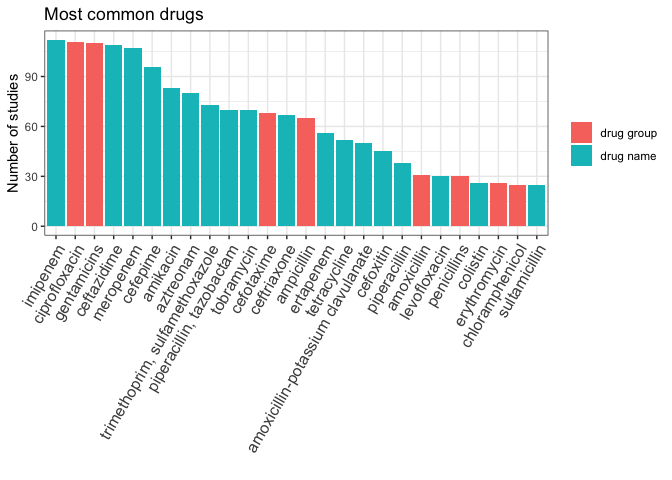 Most common drugs
Number of studies
90
60
30
0
imipenem
ciprofloxacin
gentamicins
ceftazidime
meropenem
cefepime
amikacin
aztreonam
trimethoprim, sulfamethoxazole
piperacillin, tazobactam
tobramycin
cefotaxime
ceftriaxone
ampicillin
ertapenem
tetracycline
amoxicillin-potassium clavulanate
cefoxitin
piperacillin
amoxicillin
levofloxacin
penicillins
colistin
erythromycin
chloramphenicol
sultamicillin
drug group
drug name